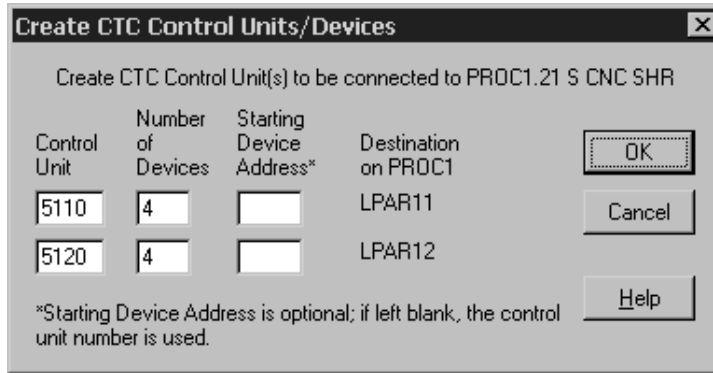 Create CTC Control Units/Devices
Create CTC Control Unit(s) to be connected to PROC1.21 S CNC SHR
Control Unit Number of Devices Starting Device Address* Destination on PROC1
OK
5110 4 LPAR11
Cancel
5120 4 LPAR12
*Starting Device Address is optional; if left blank, the control
unit number is used.
Help